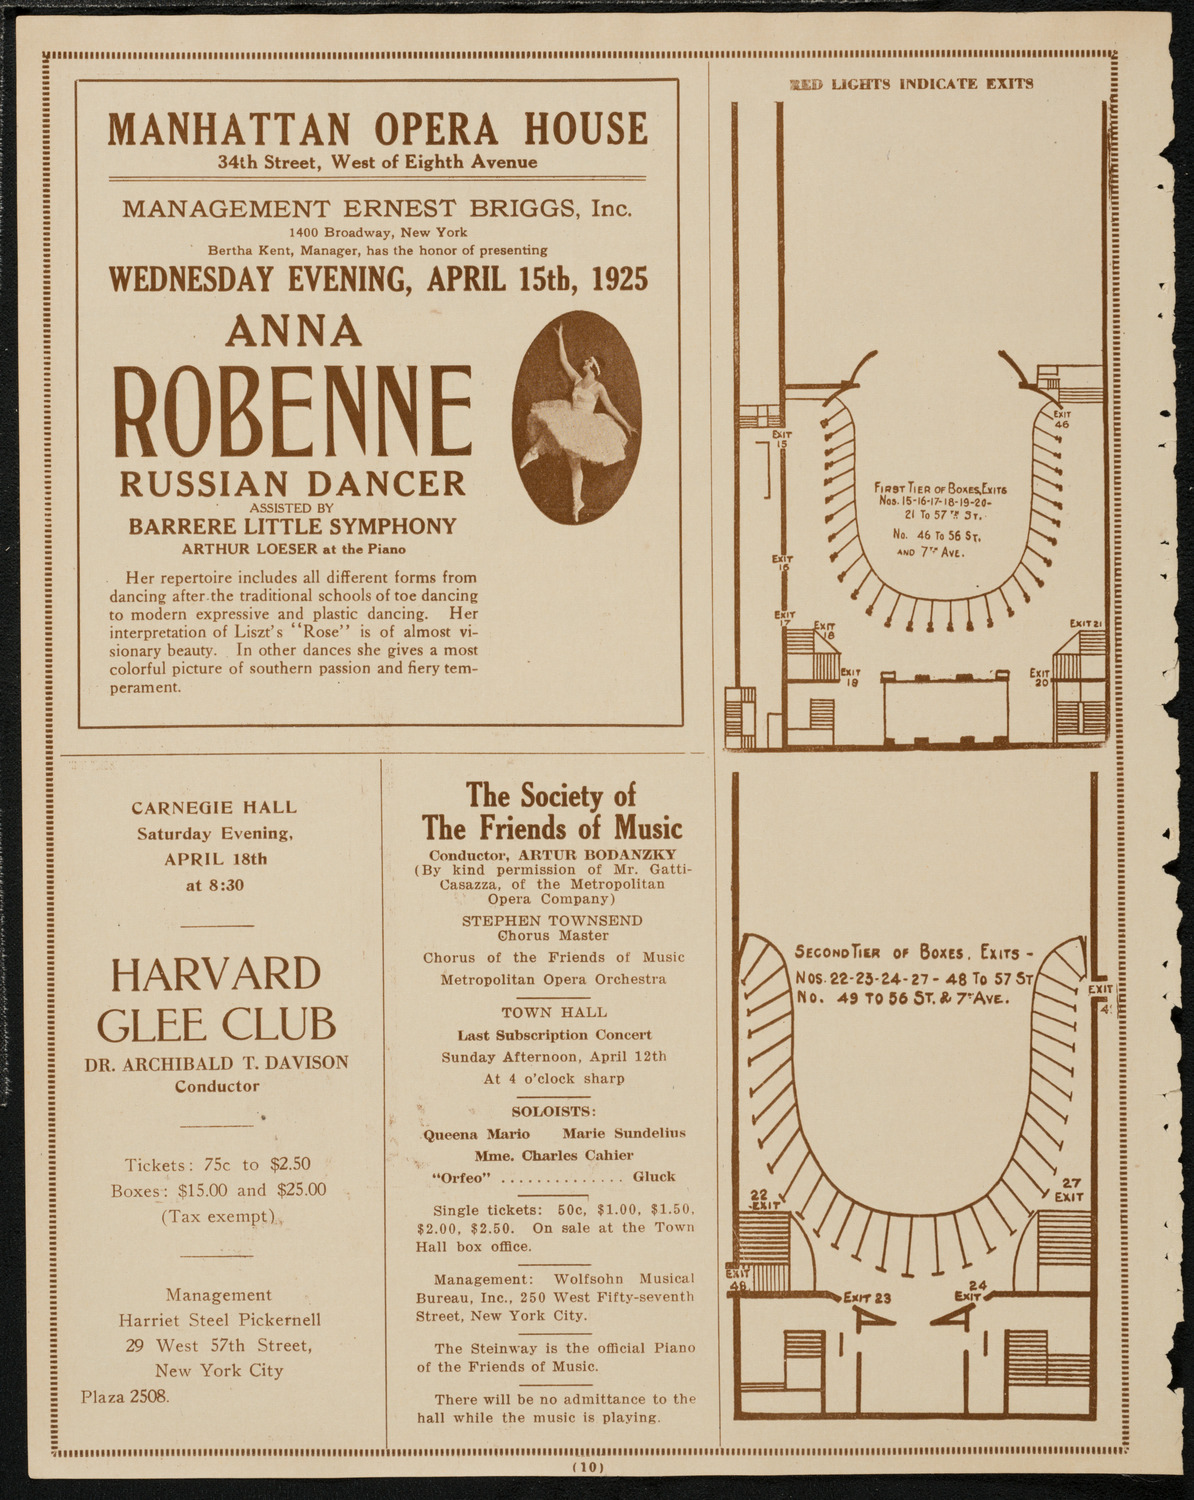 MANHATTAN OPERA HOUSE
34th Street, West of Eighth Avenue
MANAGEMENT ERNEST BRIGGS, Inc.
1400 Broadway, New York
Bertha Kent, Manager, has the honor of presenting
WEDNESDAY EVENING, APRIL 15th, 1925
ANNA
ROBENNE
RUSSIAN DANCER
ASSISTED BY
BARRERE LITTLE SYMPHONY
ARTHUR LOESER at the Piano
Her repertoire includes all different forms from
dancing after the traditional schools of toe dancing
to modern expressive and plastic dancing. Her
interpretation of Liszt's "Rose" is of almost vi-
sionary beauty. In other dances she gives a most
colorful picture of southern passion and fiery tem-
perament.
CARNEGIE HALL
Saturday Evening,
APRIL 18th
at 8:30
HARVARD
GLEE CLUB
DR. ARCHIBALD T. DAVISON
Conductor
Tickets: 75c to $2.50
Boxes: $15.00 and $25.00
(Tax exempt)
Management
Harriet Steel Pickernell
29 West 57th Street,
New York City
Plaza 2508.
The Society of
The Friends of Music
Conductor, ARTUR BODANZKY
(By kind permission of Mr. Gatti-
Casazza, of the Metropolitan
Opera Company)
STEPHEN TOWNSEND
Chorus Master
Chorus of the Friends of Music
Metropolitan Opera Orchestra
TOWN HALL
Last Subscription Concert
Sunday Afternoon, April 12th
At 4 o'clock sharp
SOLOISTS:
Queena Mario Marie Sundelius
Mme. Charles Cahier
"Orfeo" .............. Gluck
Single tickets: 50c, $1.00, $1.50,
$2.00, $2.50. On sale at the Town
Hall box office.
Management: Wolfsohn Musical
Bureau, Inc., 250 West Fifty-seventh
Street, New York City.
The Steinway is the official Piano
of the Friends of Music.
There will be no admittance to the
hall while the music is playing.
RED LIGHTS INDICATE EXITS
EXIT
46
EXIT
15
FIRST TIER OF BOXES, EXITS
Nos. 15-16-17-18-19-20-
21 To 57TH ST.
No. 46 To 56 ST.
AND 7TH AVE.
EXIT
16
EXIT
17
EXIT
18
EXIT 21
EXIT
19
EXIT
20
SECOND TIER OF BOXES. EXITS -
NOS. 22-23-24-27 - 48 To 57 ST
No. 49 TO 56 ST. & 7TH AVE.
EXIT
22
EXIT
27
EXIT
EXIT
48
EXIT 23
24
EXIT
(10)